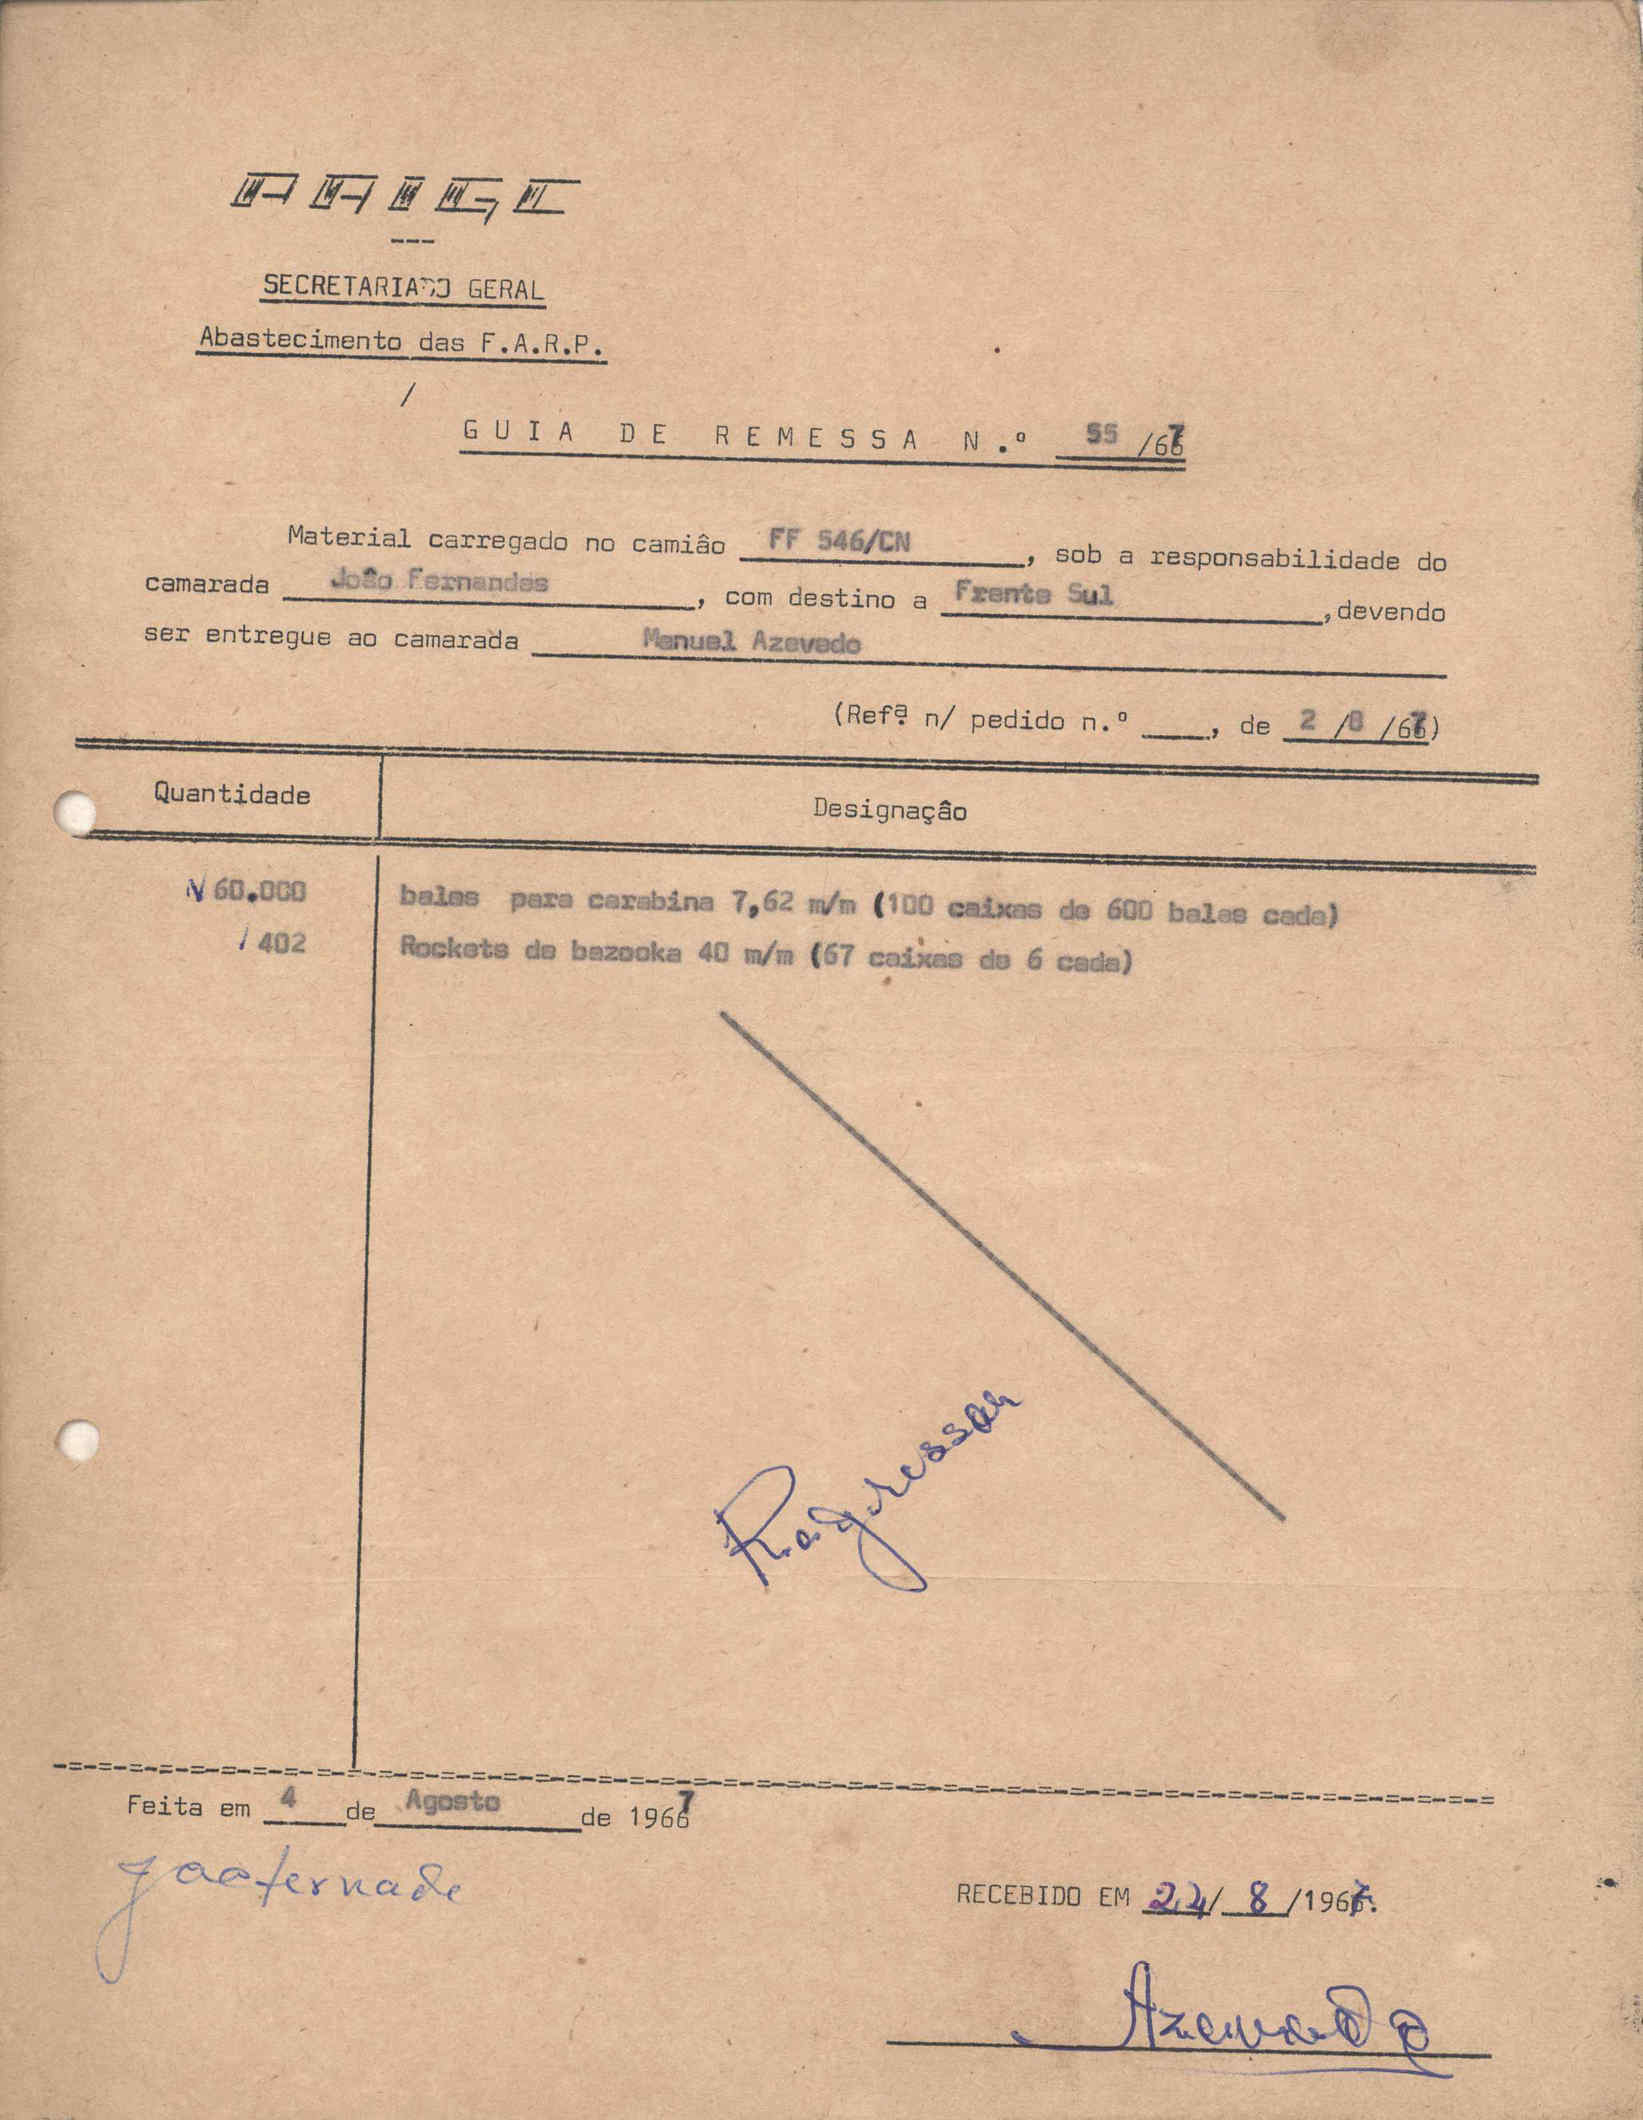 PAIGC
---
SECRETARIADO GERAL
Abastecimento das F.A.R.P.
/
GUIA DE REMESSA N.º 55 /67
Material carregado no camião FF 546/CN, sob a responsabilidade do
camarada João Fernandes, com destino a Frente Sul, devendo
ser entregue ao camarada Manuel Azevedo
(Refª n/ pedido n.º ____, de 2 /8 /67)
Quantidade Designação
60.000 balas para carabina 7,62 m/m (100 caixas de 600 balas cada)
402 Rockets de bazooka 40 m/m (67 caixas de 6 cada)
Regressar
Feita em 4 de Agosto de 1967
Joaofernade
RECEBIDO EM 24/ 8 /1967.
Azevedo